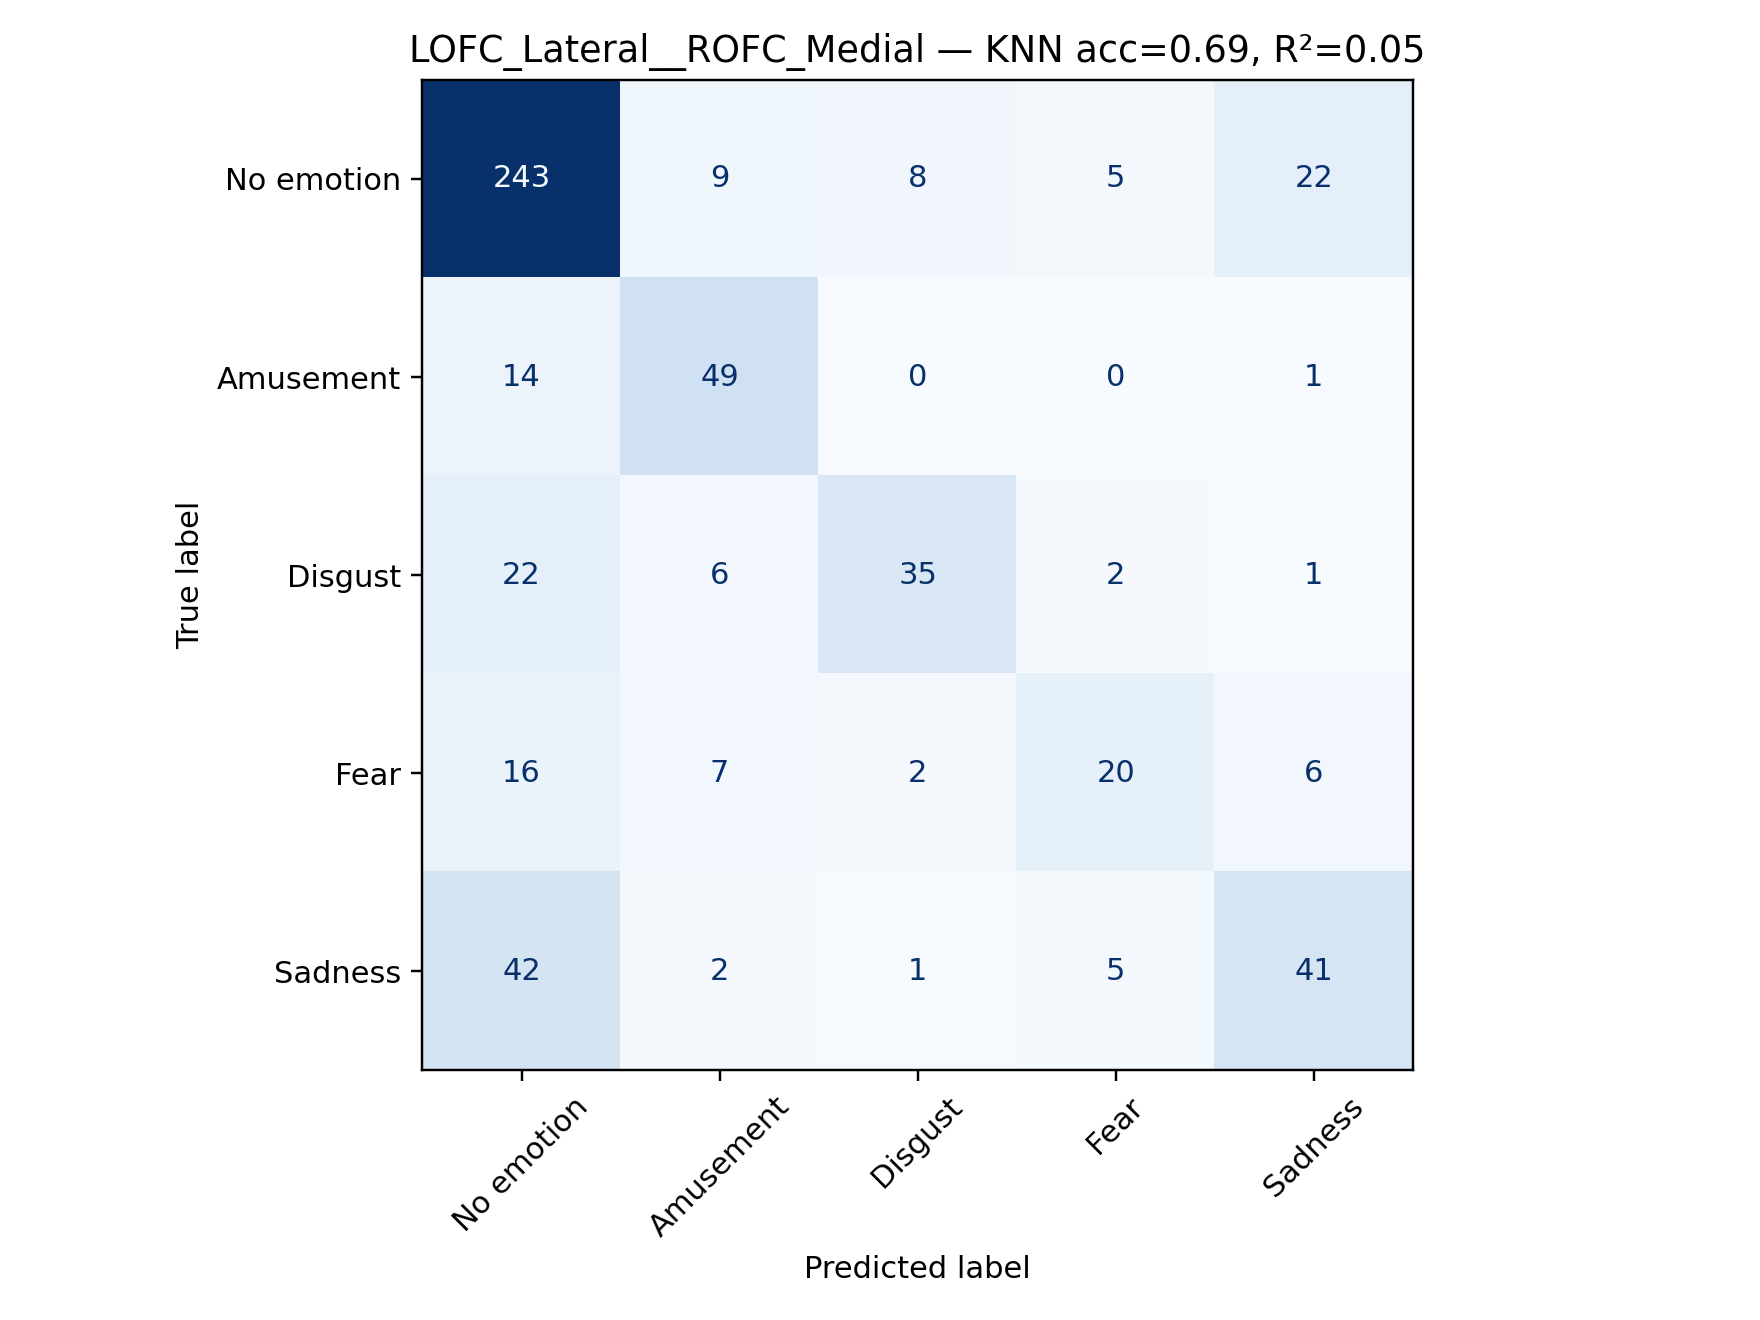 LOFC_Lateral__ROFC_Medial — KNN acc=0.69, R²=0.05
No emotion 243 9 8 5 22
Amusement 14 49 0 0 1
Disgust 22 6 35 2 1
Fear 16 7 2 20 6
Sadness 42 2 1 5 41
True label
No emotion Amusement Disgust Fear Sadness
Predicted label